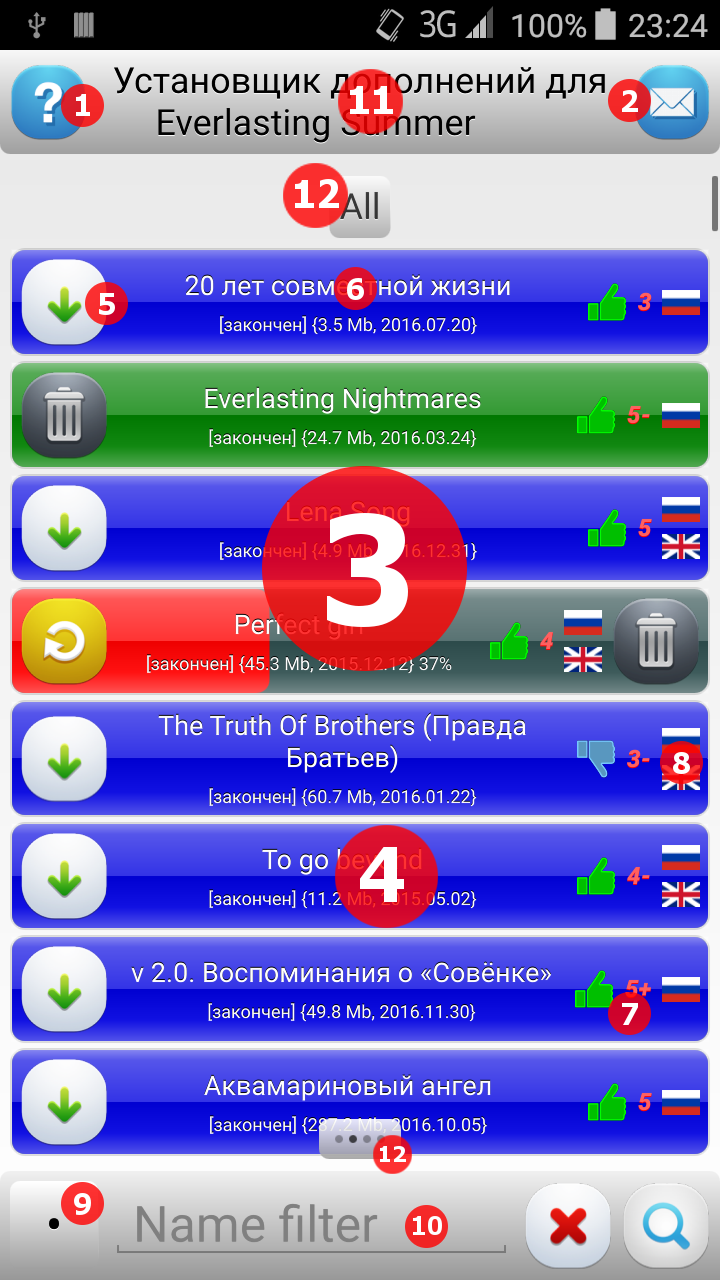 3G 100% 23:24
? 1 Установщик дополнений для 2
11
Everlasting Summer
12 All
5 20 лет совместной жизни 6 3
[закончен] {3.5 Mb, 2016.07.20}
Everlasting Nightmares 5-
[закончен] {24.7 Mb, 2016.03.24}
Lena Song 5
[закончен] {4.9 Mb, 2016.12.31}
3
Perfect girl 4
[закончен] {45.3 Mb, 2015.12.12} 37%
The Truth Of Brothers (Правда
Братьев) 3- 8
[закончен] {60.7 Mb, 2016.01.22}
To go beyond 4-
4
[закончен] {11.2 Mb, 2015.05.02}
v 2.0. Воспоминания о «Совёнке» 5+
[закончен] {49.8 Mb, 2016.11.30} 7
Аквамариновый ангел 5
[закончен] {287.2 Mb, 2016.10.05}
12
9 Name filter 10